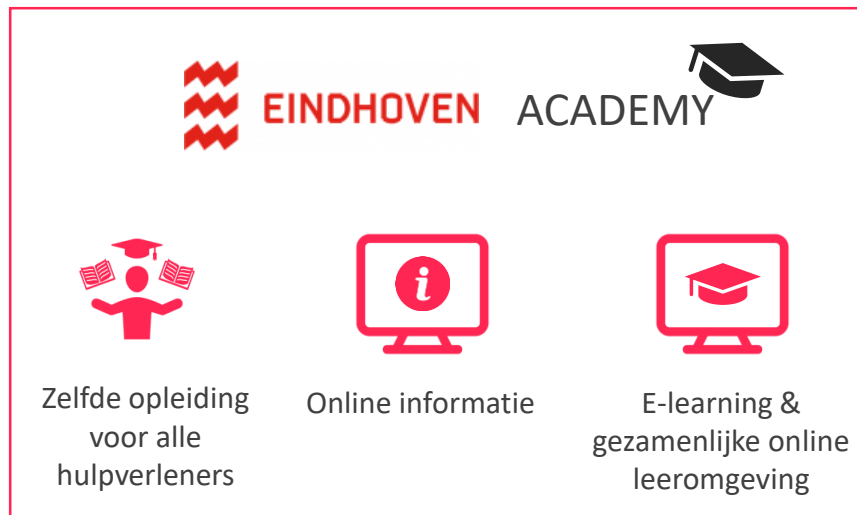 EINDHOVEN ACADEMY
Zelfde opleiding
voor alle
hulpverleners
Online informatie
E-learning &
gezamenlijke online
leeromgeving